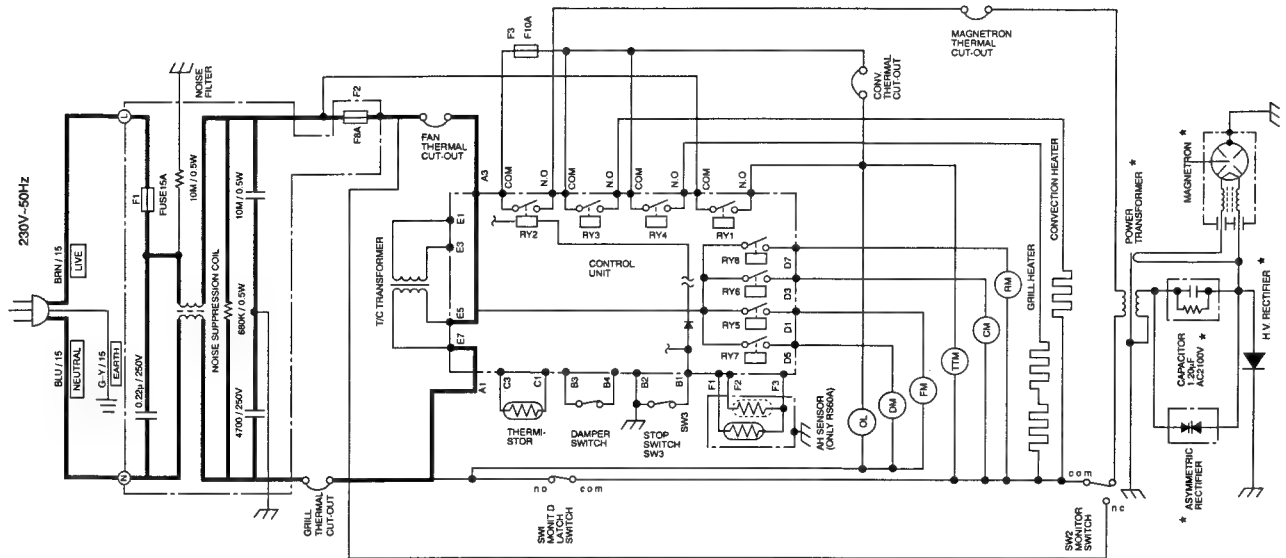 230V~50Hz
BLU / 15
NEUTRAL
BRN / 15
LIVE
G-Y / 15
EARTH
N
L
F1
FUSE15A
0.22μ / 250V
NOISE
FILTER
10M / 0.5W
NOISE SUPPRESSION COIL
680K / 0.5W
10M / 0.5W
4700 / 250V
F2
F8A
GRILL
THERMAL
CUT-OUT
FAN
THERMAL
CUT-OUT
A1
A3
T/C TRANSFORMER
E1
E3
E5
E7
F3
F10A
COM
N.O
COM
N.O
COM
N.O
COM
N.O
RY2
RY3
RY4
RY1
CONTROL
UNIT
MAGNETRON
THERMAL
CUT-OUT
CONV.
THERMAL
CUT-OUT
C3
C1
THERMI-
STOR
B3
B4
DAMPER
SWITCH
B2
B1
STOP
SWITCH
SW3
SW3
F1
F2
F3
AH SENSOR
(ONLY RS60A)
RY8
RY6
RY5
RY7
D7
D3
D1
D5
OL
DM
FM
TTM
CM
RM
GRILL HEATER
CONVECTION HEATER
no
com
SW1
MONIT D
LATCH
SWITCH
com
nc
SW2
MONITOR
SWITCH
POWER
TRANSFORMER
★
MAGNETRON ★
CAPACITOR
1.20μF
AC2100V
★
★ ASYMMETRIC
RECTIFIER
H.V. RECTIFIER